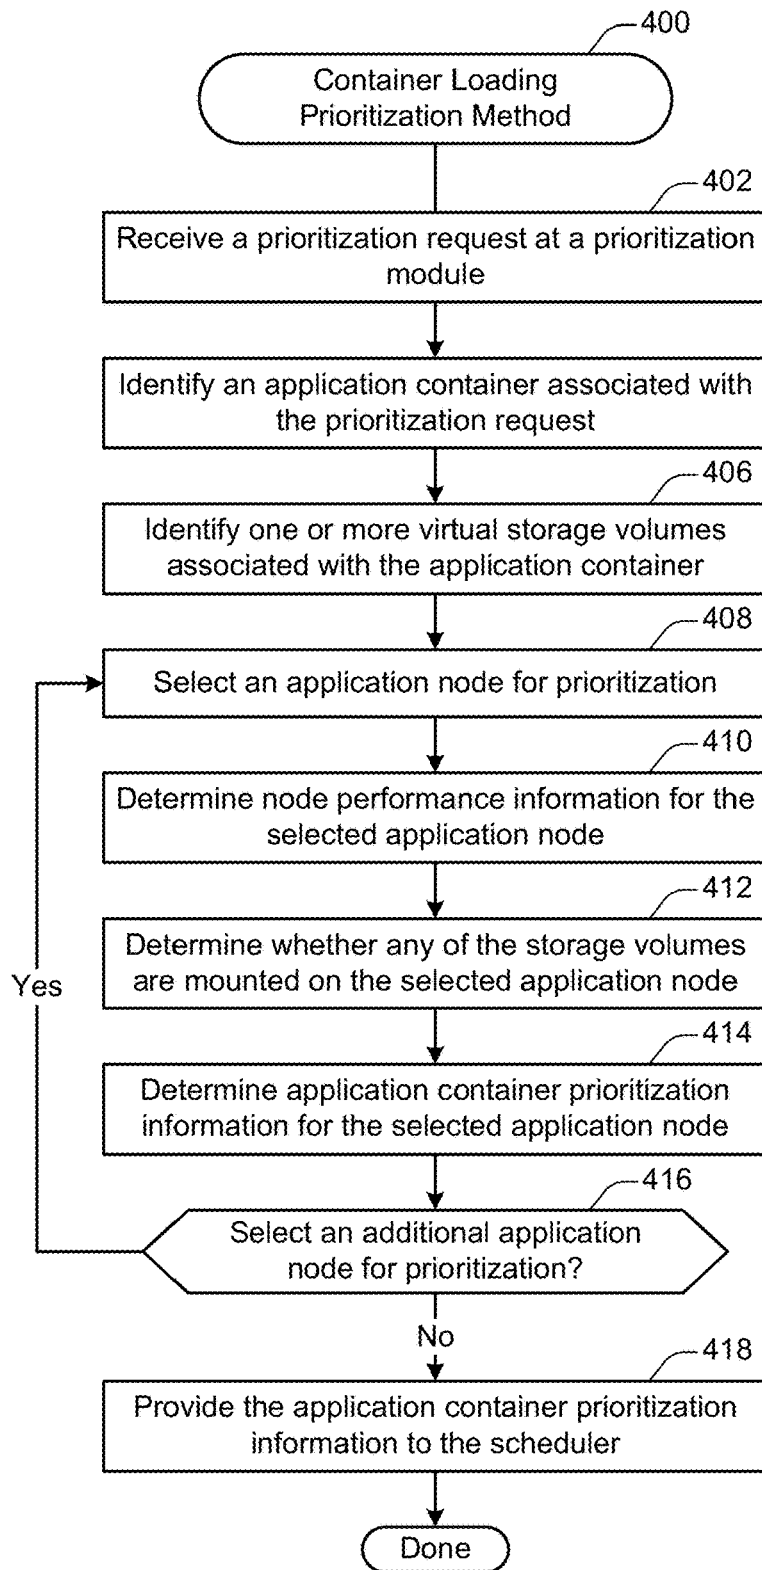 400
Container Loading
Prioritization Method
402
Receive a prioritization request at a prioritization
module
Identify an application container associated with
the prioritization request
406
Identify one or more virtual storage volumes
associated with the application container
408
Select an application node for prioritization
410
Determine node performance information for the
selected application node
412
Determine whether any of the storage volumes
are mounted on the selected application node
Yes
414
Determine application container prioritization
information for the selected application node
416
Select an additional application
node for prioritization?
No
418
Provide the application container prioritization
information to the scheduler
Done